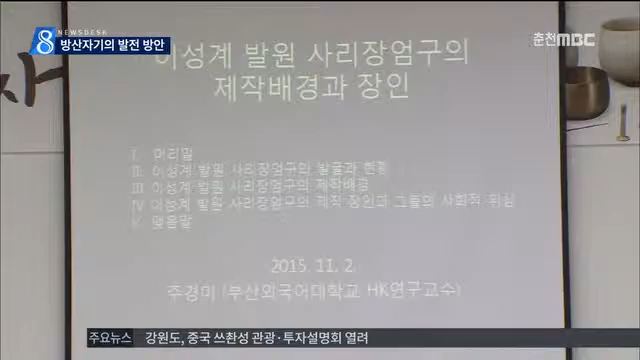 NEWSDESK
8 방산자기의 발전 방안
춘천MBC
이성계 발원 사리장엄구의
제작배경과 장인
Ⅰ. 머리말
Ⅱ 이성계 발원 사리장엄구의 발굴과 현황
Ⅲ 이성계 발원 사리장엄구의 제작배경
Ⅳ 이성계 발원 사리장엄구의 제작 장인과 그들의 사회적 위상
Ⅴ. 맺음말
2015. 11. 2.
주경미 (부산외국어대학교 HK연구교수)
주요뉴스 강원도, 중국 쓰촨성 관광·투자설명회 열려